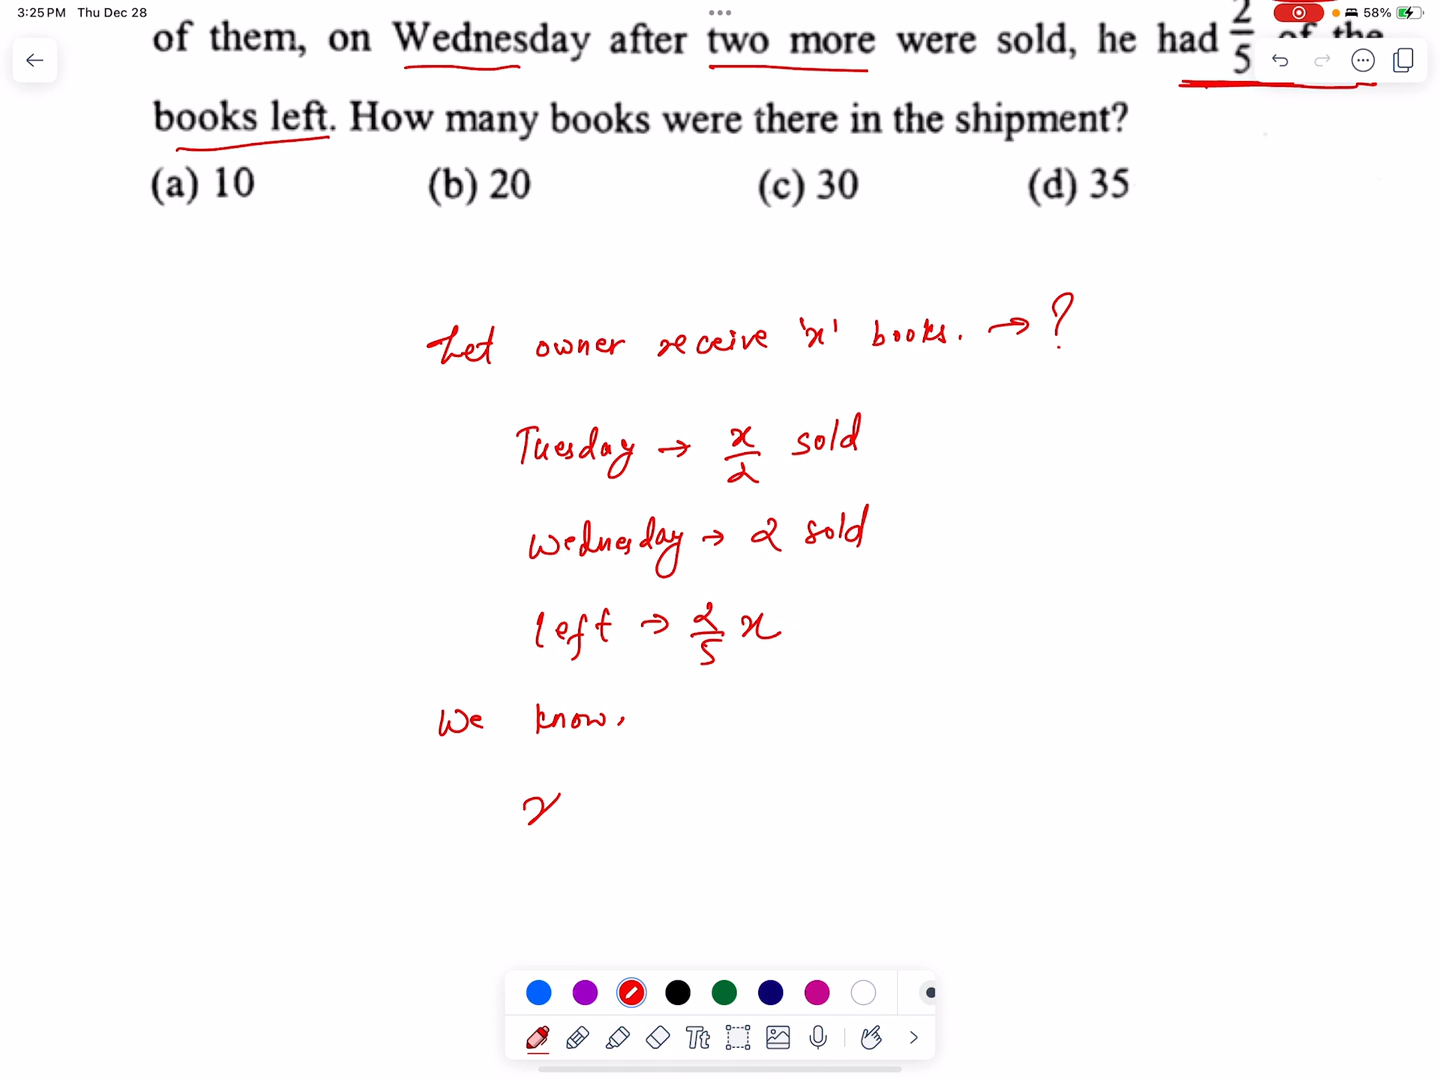 3:25 PM Thu Dec 28
58%
of them, on Wednesday after two more were sold, he had 2/5 of the
books left. How many books were there in the shipment?
(a) 10 (b) 20 (c) 30 (d) 35
Let owner receive 'x' books. → ?
Tuesday → x/2 sold
Wednesday → 2 sold
left → 2/5 x
We know,
x
Tt